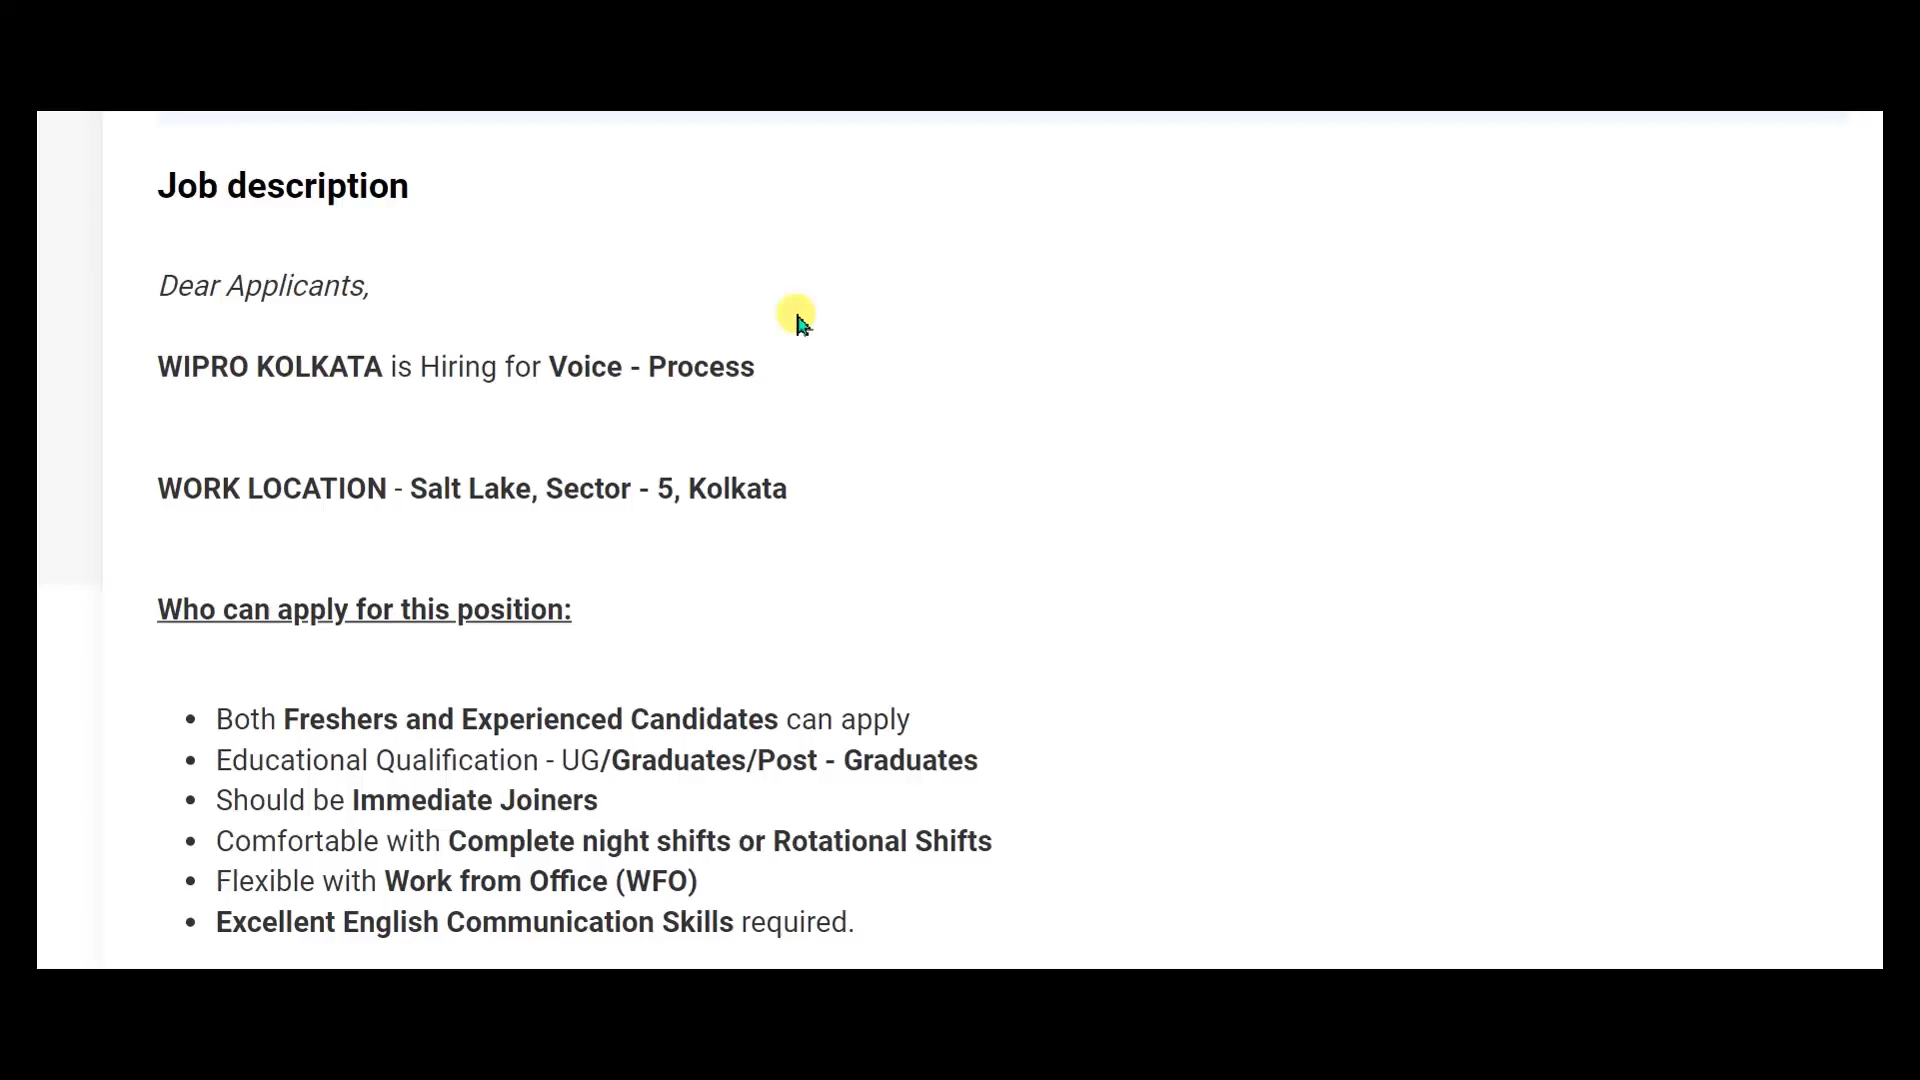 Job description
Dear Applicants,
WIPRO KOLKATA is Hiring for Voice - Process
WORK LOCATION - Salt Lake, Sector - 5, Kolkata
Who can apply for this position:
• Both Freshers and Experienced Candidates can apply
• Educational Qualification - UG/Graduates/Post - Graduates
• Should be Immediate Joiners
• Comfortable with Complete night shifts or Rotational Shifts
• Flexible with Work from Office (WFO)
• Excellent English Communication Skills required.